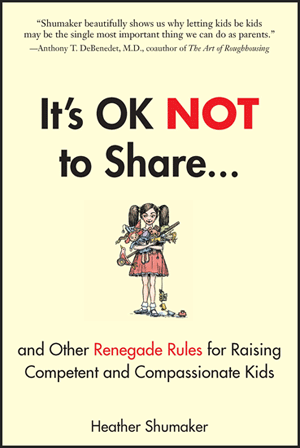 “Shumaker beautifully shows us why letting kids be kids
may be the single most important thing we can do as parents.”
—Anthony T. DeBenedet, M.D., coauthor of The Art of Roughhousing
It’s OK NOT
to Share…
and Other Renegade Rules for Raising
Competent and Compassionate Kids
Heather Shumaker